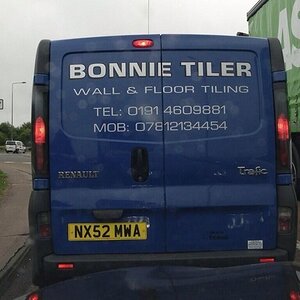 BONNIE TILER
WALL & FLOOR TILING
TEL: 0191 4609881
MOB: 07812134454
RENAULT
Trafic
NX52 MWA